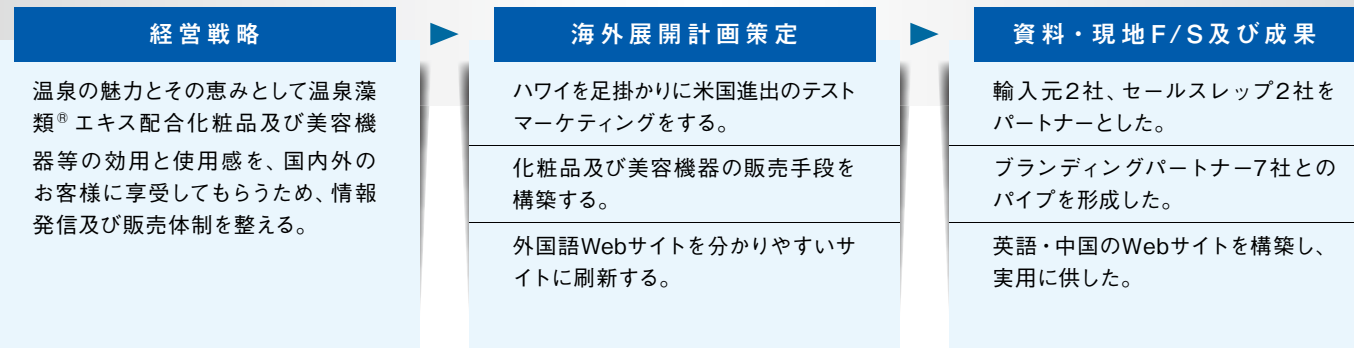 経営戦略
温泉の魅力とその恵みとして温泉藻
類®エキス配合化粧品及び美容機
器等の効用と使用感を、国内外の
お客様に享受してもらうため、情報
発信及び販売体制を整える。
海外展開計画策定
ハワイを足掛かりに米国進出のテスト
マーケティングをする。
化粧品及び美容機器の販売手段を
構築する。
外国語Webサイトを分かりやすいサ
イトに刷新する。
資料・現地F/S及び成果
輸入元2社、セールスレップ2社を
パートナーとした。
ブランディングパートナー7社との
パイプを形成した。
英語・中国のWebサイトを構築し、
実用に供した。